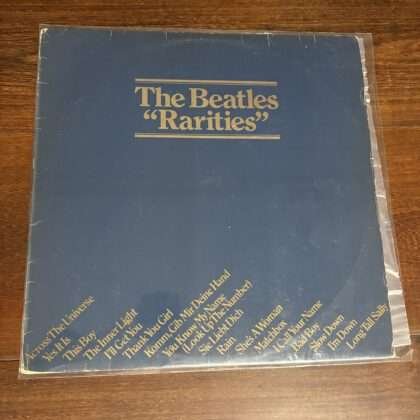 The Beatles
“Rarities”
Across The Universe
Yes It Is
This Boy
The Inner Light
I'll Get You
Thank You Girl
Komm, Gib Mir Deine Hand
You Know My Name
(Look Up The Number)
Sie Liebt Dich
Rain
She's A Woman
Matchbox
I Call Your Name
Bad Boy
Slow Down
I'm Down
Long Tall Sally